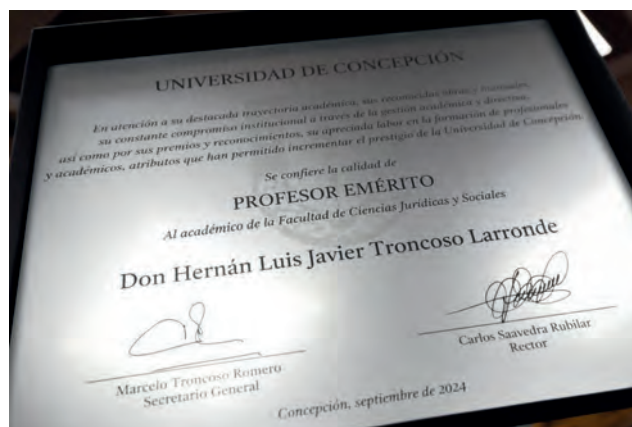 UNIVERSIDAD DE CONCEPCIÓN
En atención a su destacada trayectoria académica, sus reconocidas obras y manuales,
su constante compromiso institucional a través de la gestión académica y directiva,
así como por sus premios y reconocimientos, su apreciada labor en la formación de profesionales
y académicos, atributos que han permitido incrementar el prestigio de la Universidad de Concepción.
Se confiere la calidad de
PROFESOR EMÉRITO
Al académico de la Facultad de Ciencias Jurídicas y Sociales
Don Hernán Luis Javier Troncoso Larronde
Marcelo Troncoso Romero
Secretario General
Carlos Saavedra Rubilar
Rector
Concepción, septiembre de 2024